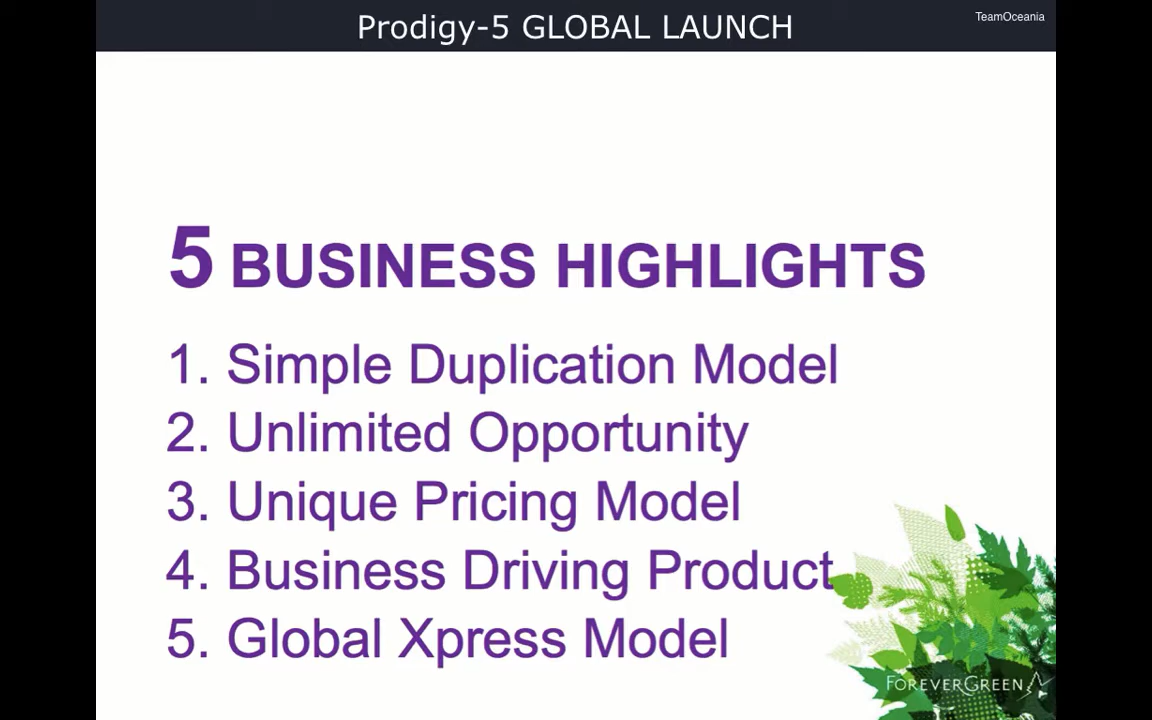 Prodigy-5 GLOBAL LAUNCH
TeamOceania
5 BUSINESS HIGHLIGHTS
1. Simple Duplication Model
2. Unlimited Opportunity
3. Unique Pricing Model
4. Business Driving Product
5. Global Xpress Model
FOREVERGREEN